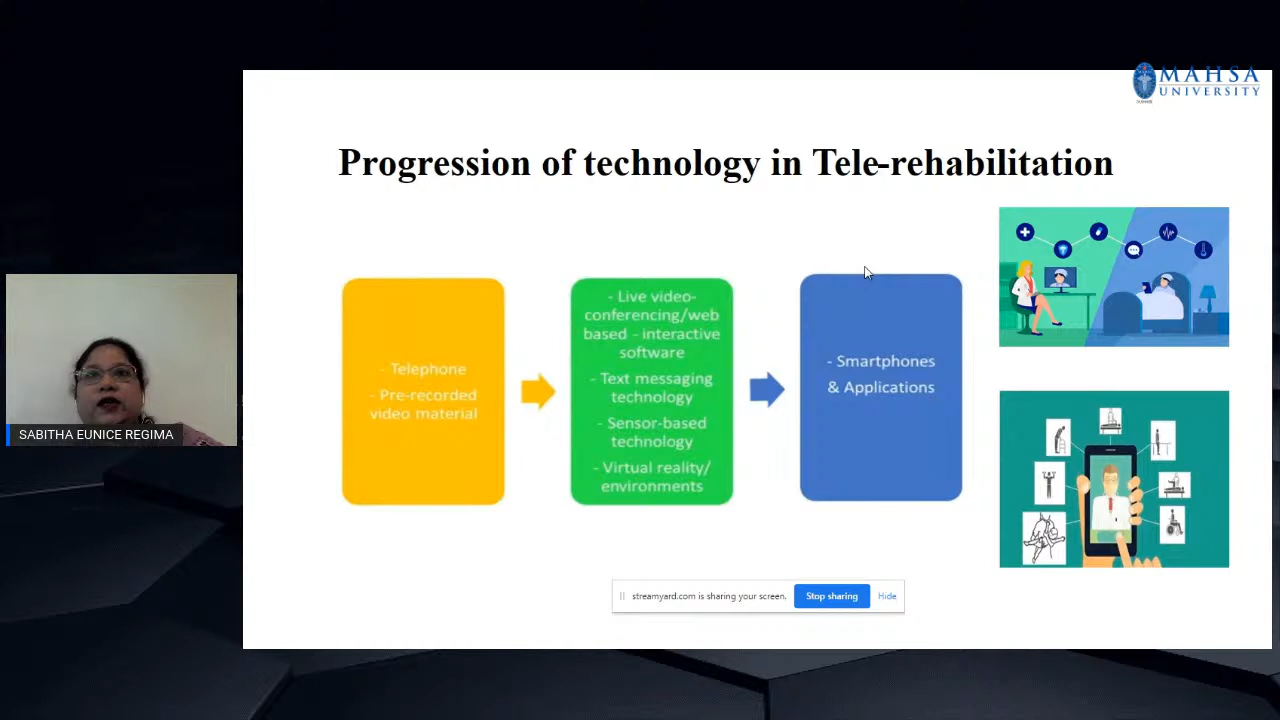 MAHSA
UNIVERSITY
Progression of technology in Tele-rehabilitation
- Telephone
- Pre-recorded
video material
- Live video-
conferencing/web
based - interactive
software
- Text messaging
technology
- Sensor-based
technology
- Virtual reality/
environments
- Smartphones
& Applications
SABITHA EUNICE REGIMA
streamyard.com is sharing your screen.
Stop sharing
Hide